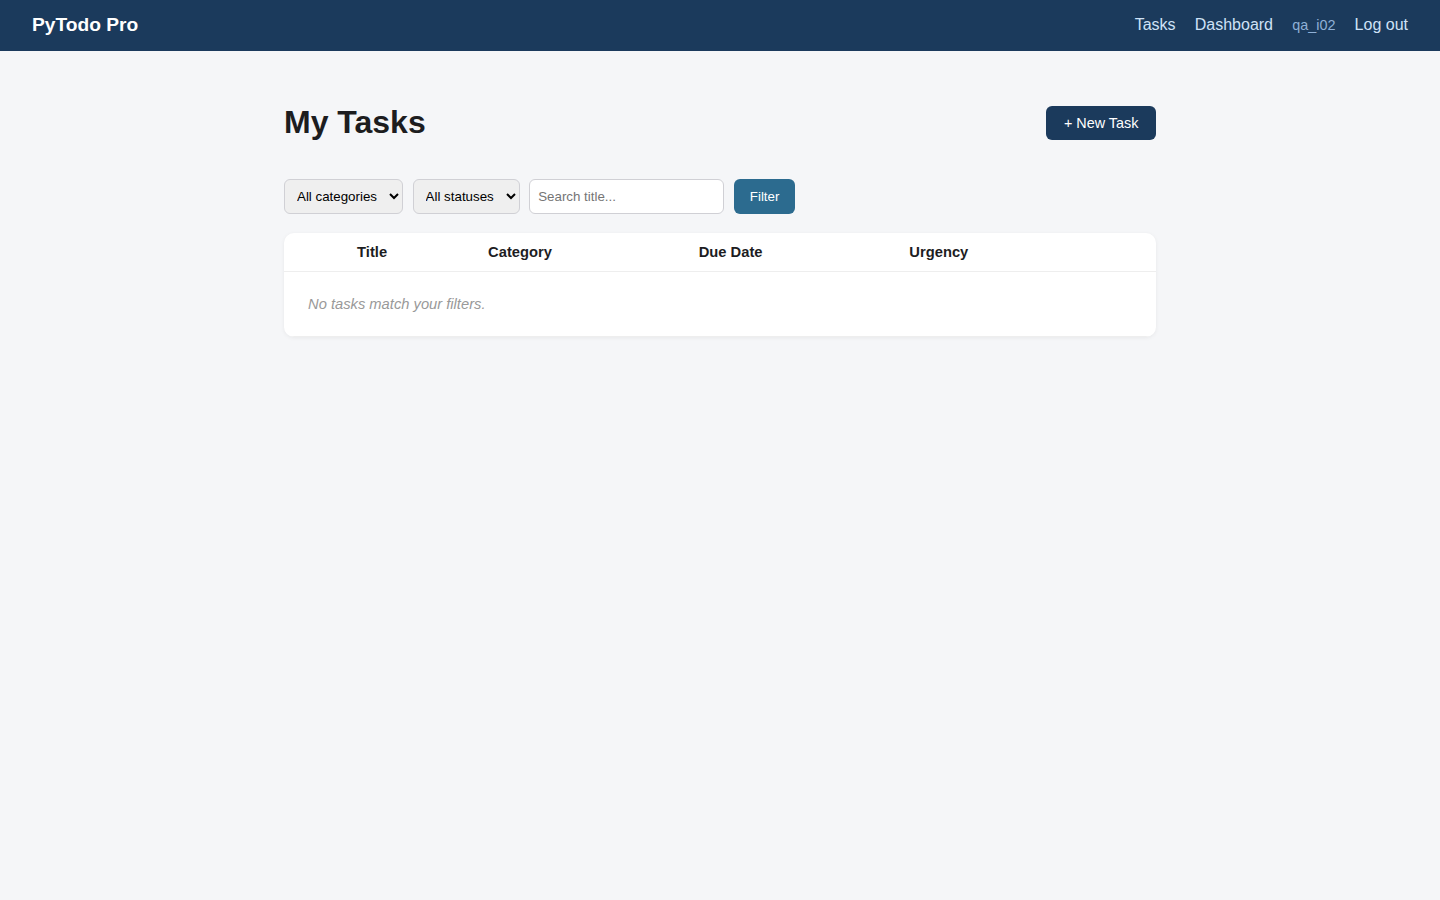 PyTodo Pro Tasks Dashboard qa_i02 Log out
My Tasks + New Task
All categories All statuses Search title... Filter
Title Category Due Date Urgency
No tasks match your filters.